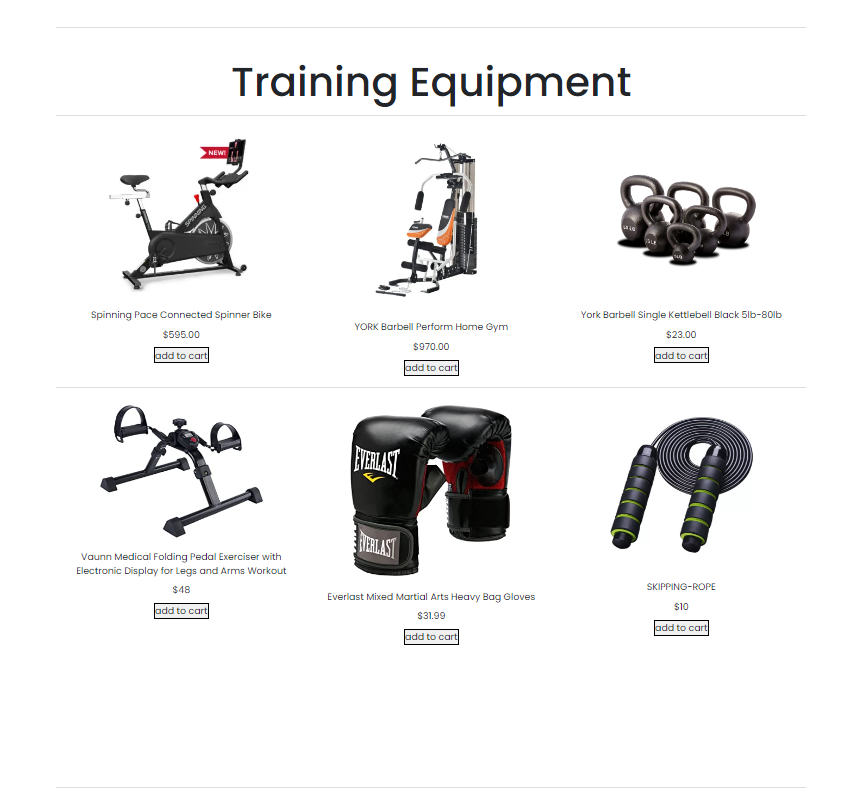 Training Equipment
NEW!
SPINNING
Spinning Pace Connected Spinner Bike
$595.00
add to cart
YORK Barbell Perform Home Gym
$970.00
add to cart
York Barbell Single Kettlebell Black 5lb-80lb
$23.00
add to cart
Vaunn Medical Folding Pedal Exerciser with
Electronic Display for Legs and Arms Workout
$48
add to cart
EVERLAST
EVERLAST
Everlast Mixed Martial Arts Heavy Bag Gloves
$31.99
add to cart
SKIPPING-ROPE
$10
add to cart